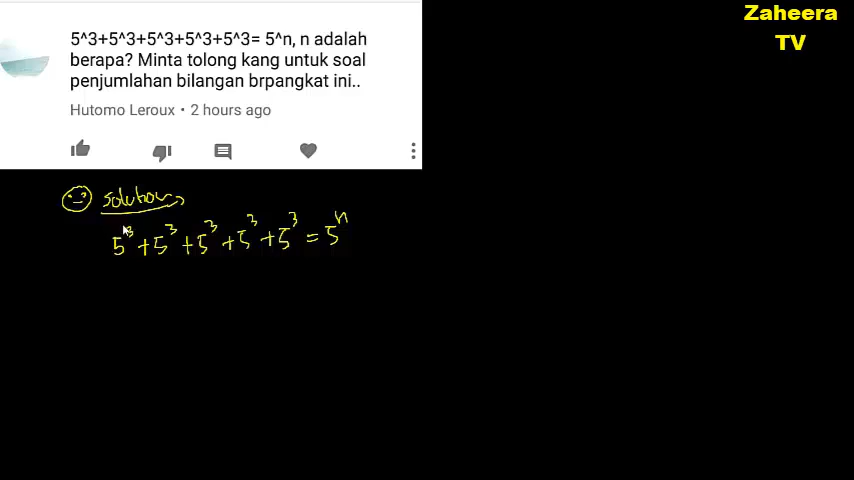 Zaheera
TV
5^3+5^3+5^3+5^3+5^3= 5^n, n adalah
berapa? Minta tolong kang untuk soal
penjumlahan bilangan brpangkat ini..
Hutomo Leroux • 2 hours ago
Solution
5³ + 5³ + 5³ + 5³ + 5³ = 5ⁿ